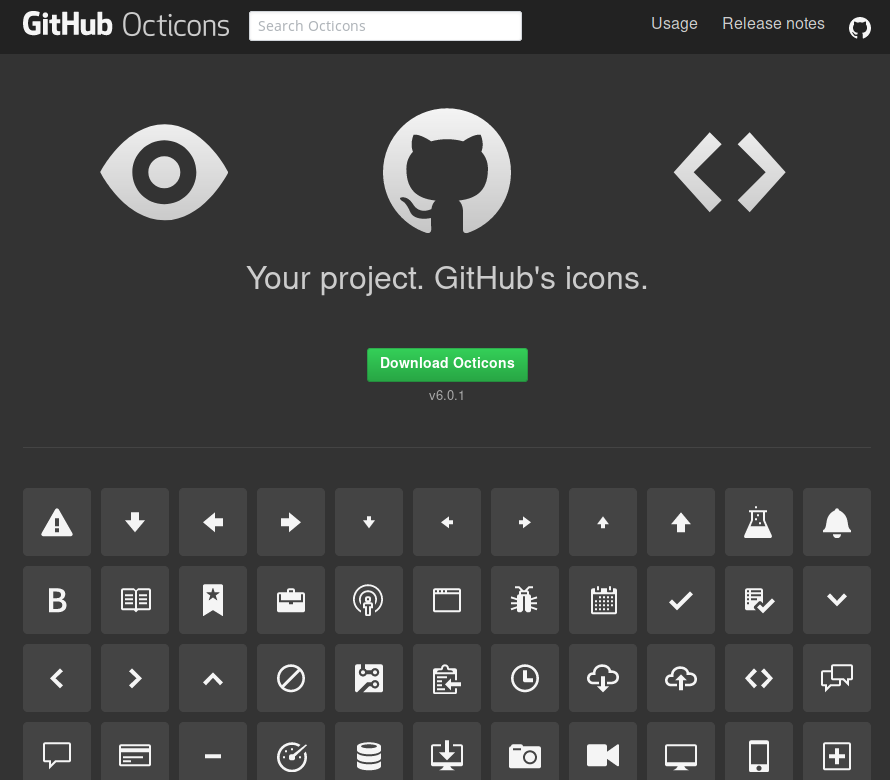 GitHub Octicons Search Octicons Usage Release notes
Your project. GitHub's icons.
Download Octicons
v6.0.1
B